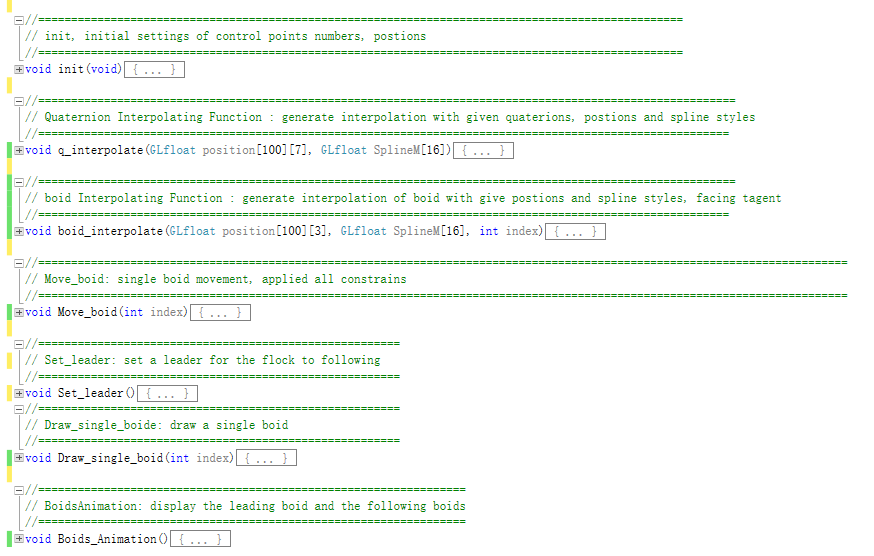 //==================================================================================================
// init, initial settings of control points numbers, postions
//==================================================================================================
void init(void){ ... }
//==========================================================================================================
// Quaternion Interpolating Function : generate interpolation with given quaterions, postions and spline styles
//=========================================================================================================
void q_interpolate(GLfloat position[100][7], GLfloat SplineM[16]){ ... }
//==========================================================================================================
// boid Interpolating Function : generate interpolation of boid with give postions and spline styles, facing tagent
//=========================================================================================================
void boid_interpolate(GLfloat position[100][3], GLfloat SplineM[16], int index){ ... }
//===========================================================================================================================
// Move_boid: single boid movement, applied all constrains
//===========================================================================================================================
void Move_boid(int index){ ... }
//=======================================================
// Set_leader: set a leader for the flock to following
//=======================================================
void Set_leader(){ ... }
//=======================================================
// Draw_single_boide: draw a single boid
//=======================================================
void Draw_single_boid(int index){ ... }
//=================================================================
// BoidsAnimation: display the leading boid and the following boids
//=================================================================
void Boids_Animation(){ ... }